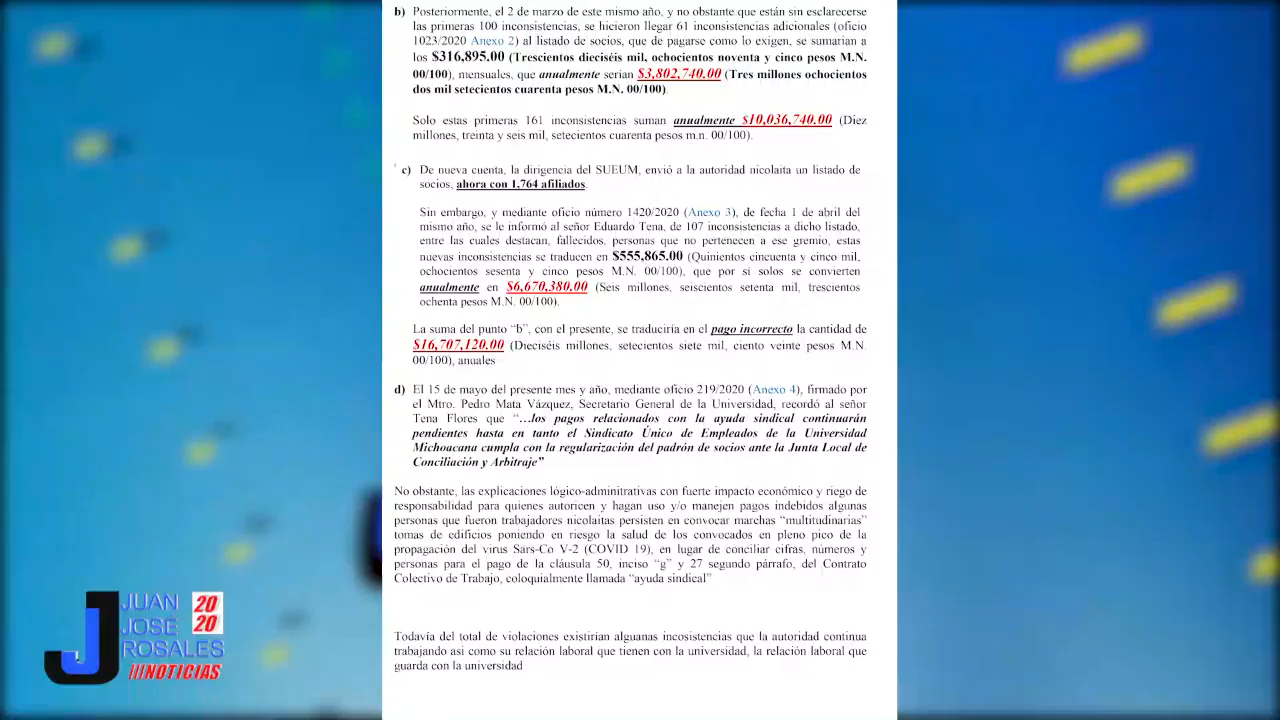 b) Posteriormente, el 2 de marzo de este mismo año, y no obstante que están sin esclarecerse
las primeras 100 inconsistencias, se hicieron llegar 61 inconsistencias adicionales (oficio
1023/2020 Anexo 2) al listado de socios, que de pagarse como lo exigen, se sumarían a
los $316,895.00 (Trescientos dieciséis mil, ochocientos noventa y cinco pesos M.N.
00/100), mensuales, que anualmente serían $3,802,740.00 (Tres millones ochocientos
dos mil setecientos cuarenta pesos M.N. 00/100).
Solo estas primeras 161 inconsistencias suman anualmente $10,036,740.00 (Diez
millones, treinta y seis mil, setecientos cuarenta pesos m.n. 00/100).
c) De nueva cuenta, la dirigencia del SUEUM, envió a la autoridad nicolaita un listado de
socios, ahora con 1,764 afiliados.
Sin embargo, y mediante oficio número 1420/2020 (Anexo 3), de fecha 1 de abril del
mismo año, se le informó al señor Eduardo Tena, de 107 inconsistencias a dicho listado,
entre las cuales destacan, fallecidos, personas que no pertenecen a ese gremio, estas
nuevas inconsistencias se traducen en $555,865.00 (Quinientos cincuenta y cinco mil,
ochocientos sesenta y cinco pesos M.N. 00/100), que por si solos se convierten
anualmente en $6,670,380.00 (Seis millones, seiscientos setenta mil, trescientos
ochenta pesos M.N. 00/100).
La suma del punto “b”, con el presente, se traduciría en el pago incorrecto la cantidad de
$16,707,120.00 (Dieciséis millones, setecientos siete mil, ciento veinte pesos M.N.
00/100), anuales
d) El 15 de mayo del presente mes y año, mediante oficio 219/2020 (Anexo 4), firmado por
el Mtro. Pedro Mata Vázquez, Secretario General de la Universidad, recordó al señor
Tena Flores que “…los pagos relacionados con la ayuda sindical continuarán
pendientes hasta en tanto el Sindicato Único de Empleados de la Universidad
Michoacana cumpla con la regularización del padrón de socios ante la Junta Local de
Conciliación y Arbitraje”
No obstante, las explicaciones lógico-adminitrativas con fuerte impacto económico y riego de
responsabilidad para quienes autoricen y hagan uso y/o manejen pagos indebidos algunas
personas que fueron trabajadores nicolaitas persisten en convocar marchas “multitudinarias”
tomas de edificios poniendo en riesgo la salud de los convocados en pleno pico de la
propagación del virus Sars-Co V-2 (COVID 19), en lugar de conciliar cifras, números y
personas para el pago de la cláusula 50, inciso “g” y 27 segundo párrafo, del Contrato
Colectivo de Trabajo, coloquialmente llamada “ayuda sindical”
Todavía del total de violaciones existirían alguanas incosistencias que la autoridad continua
trabajando asi como su relación laboral que tienen con la universidad, la relación laboral que
guarda con la universidad
J JUAN 20
JOSE 20
ROSALES
///NOTICIAS